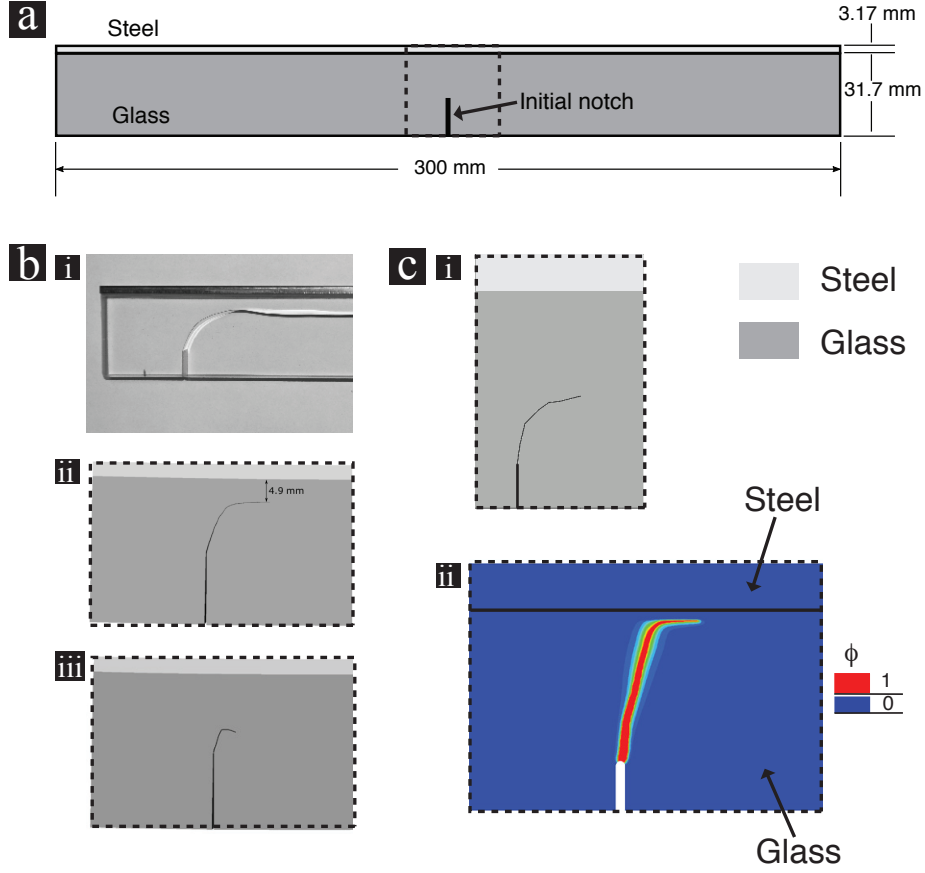 a
Steel
3.17 mm
Glass
Initial notch
31.7 mm
300 mm
b
i
c
i
Steel
Glass
ii
4.9 mm
Steel
ii
iii
ϕ
1
0
Glass